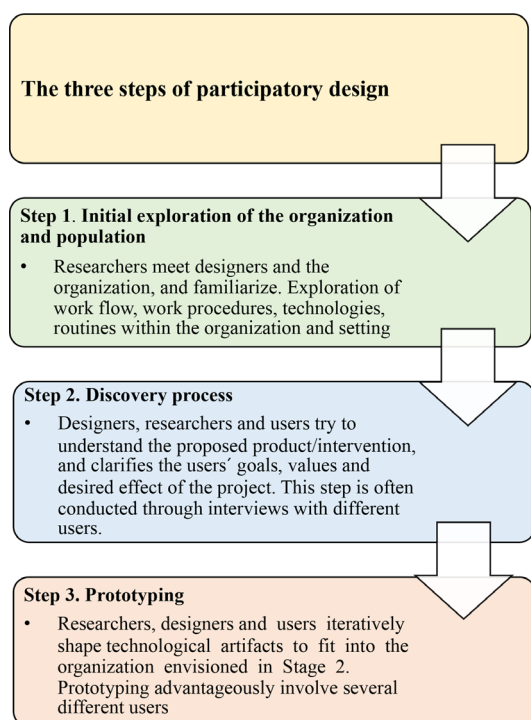 The three steps of participatory design
Step 1. Initial exploration of the organization
and population
• Researchers meet designers and the
organization, and familiarize. Exploration of
work flow, work procedures, technologies,
routines within the organization and setting
Step 2. Discovery process
• Designers, researchers and users try to
understand the proposed product/intervention,
and clarifies the users´ goals, values and
desired effect of the project. This step is often
conducted through interviews with different
users.
Step 3. Prototyping
• Researchers, designers and users iteratively
shape technological artifacts to fit into the
organization envisioned in Stage 2.
Prototyping advantageously involve several
different users